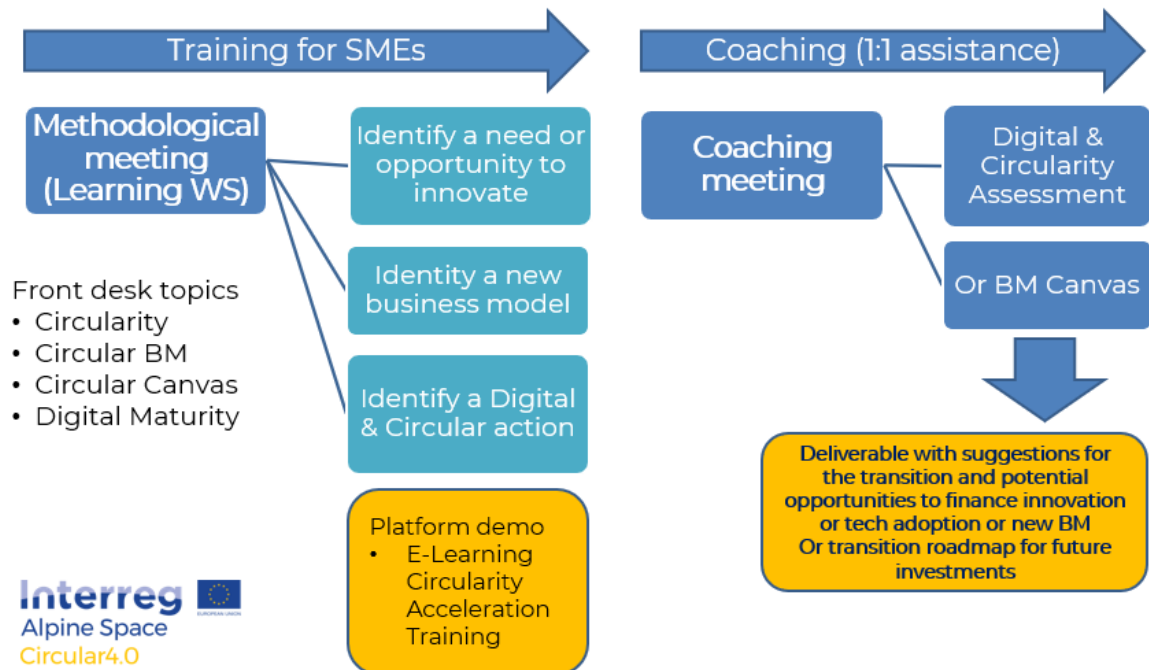 Training for SMEs
Methodological
meeting
(Learning WS)
Identify a need or
opportunity to
innovate
Identity a new
business model
Identify a Digital
& Circular action
Front desk topics
• Circularity
• Circular BM
• Circular Canvas
• Digital Maturity
Platform demo
• E-Learning
Circularity
Acceleration
Training
Coaching (1:1 assistance)
Coaching
meeting
Digital &
Circularity
Assessment
Or BM Canvas
Deliverable with suggestions for
the transition and potential
opportunities to finance innovation
or tech adoption or new BM
Or transition roadmap for future
investments
Interreg
EUROPEAN UNION
Alpine Space
Circular4.0